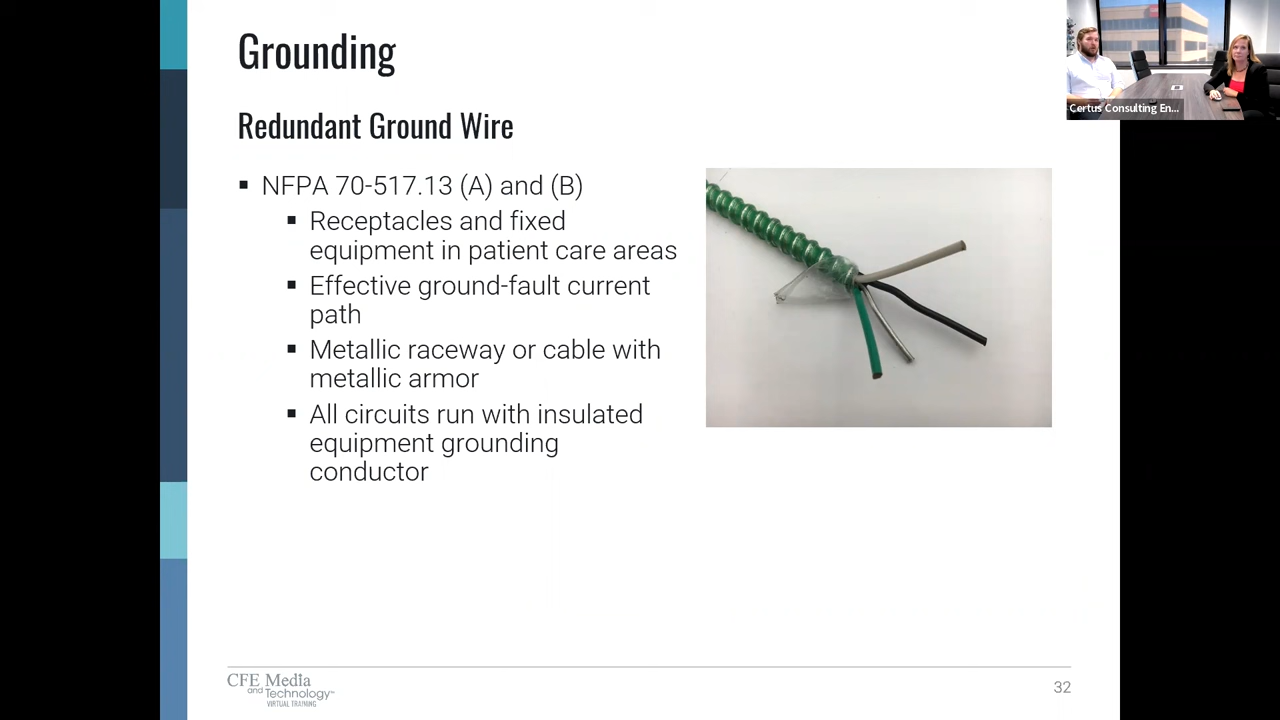 Grounding
Certus Consulting En...
Redundant Ground Wire
▪ NFPA 70-517.13 (A) and (B)
▪ Receptacles and fixed
equipment in patient care areas
▪ Effective ground-fault current
path
▪ Metallic raceway or cable with
metallic armor
▪ All circuits run with insulated
equipment grounding
conductor
CFE Media
and Technology™
VIRTUAL TRAINING
32